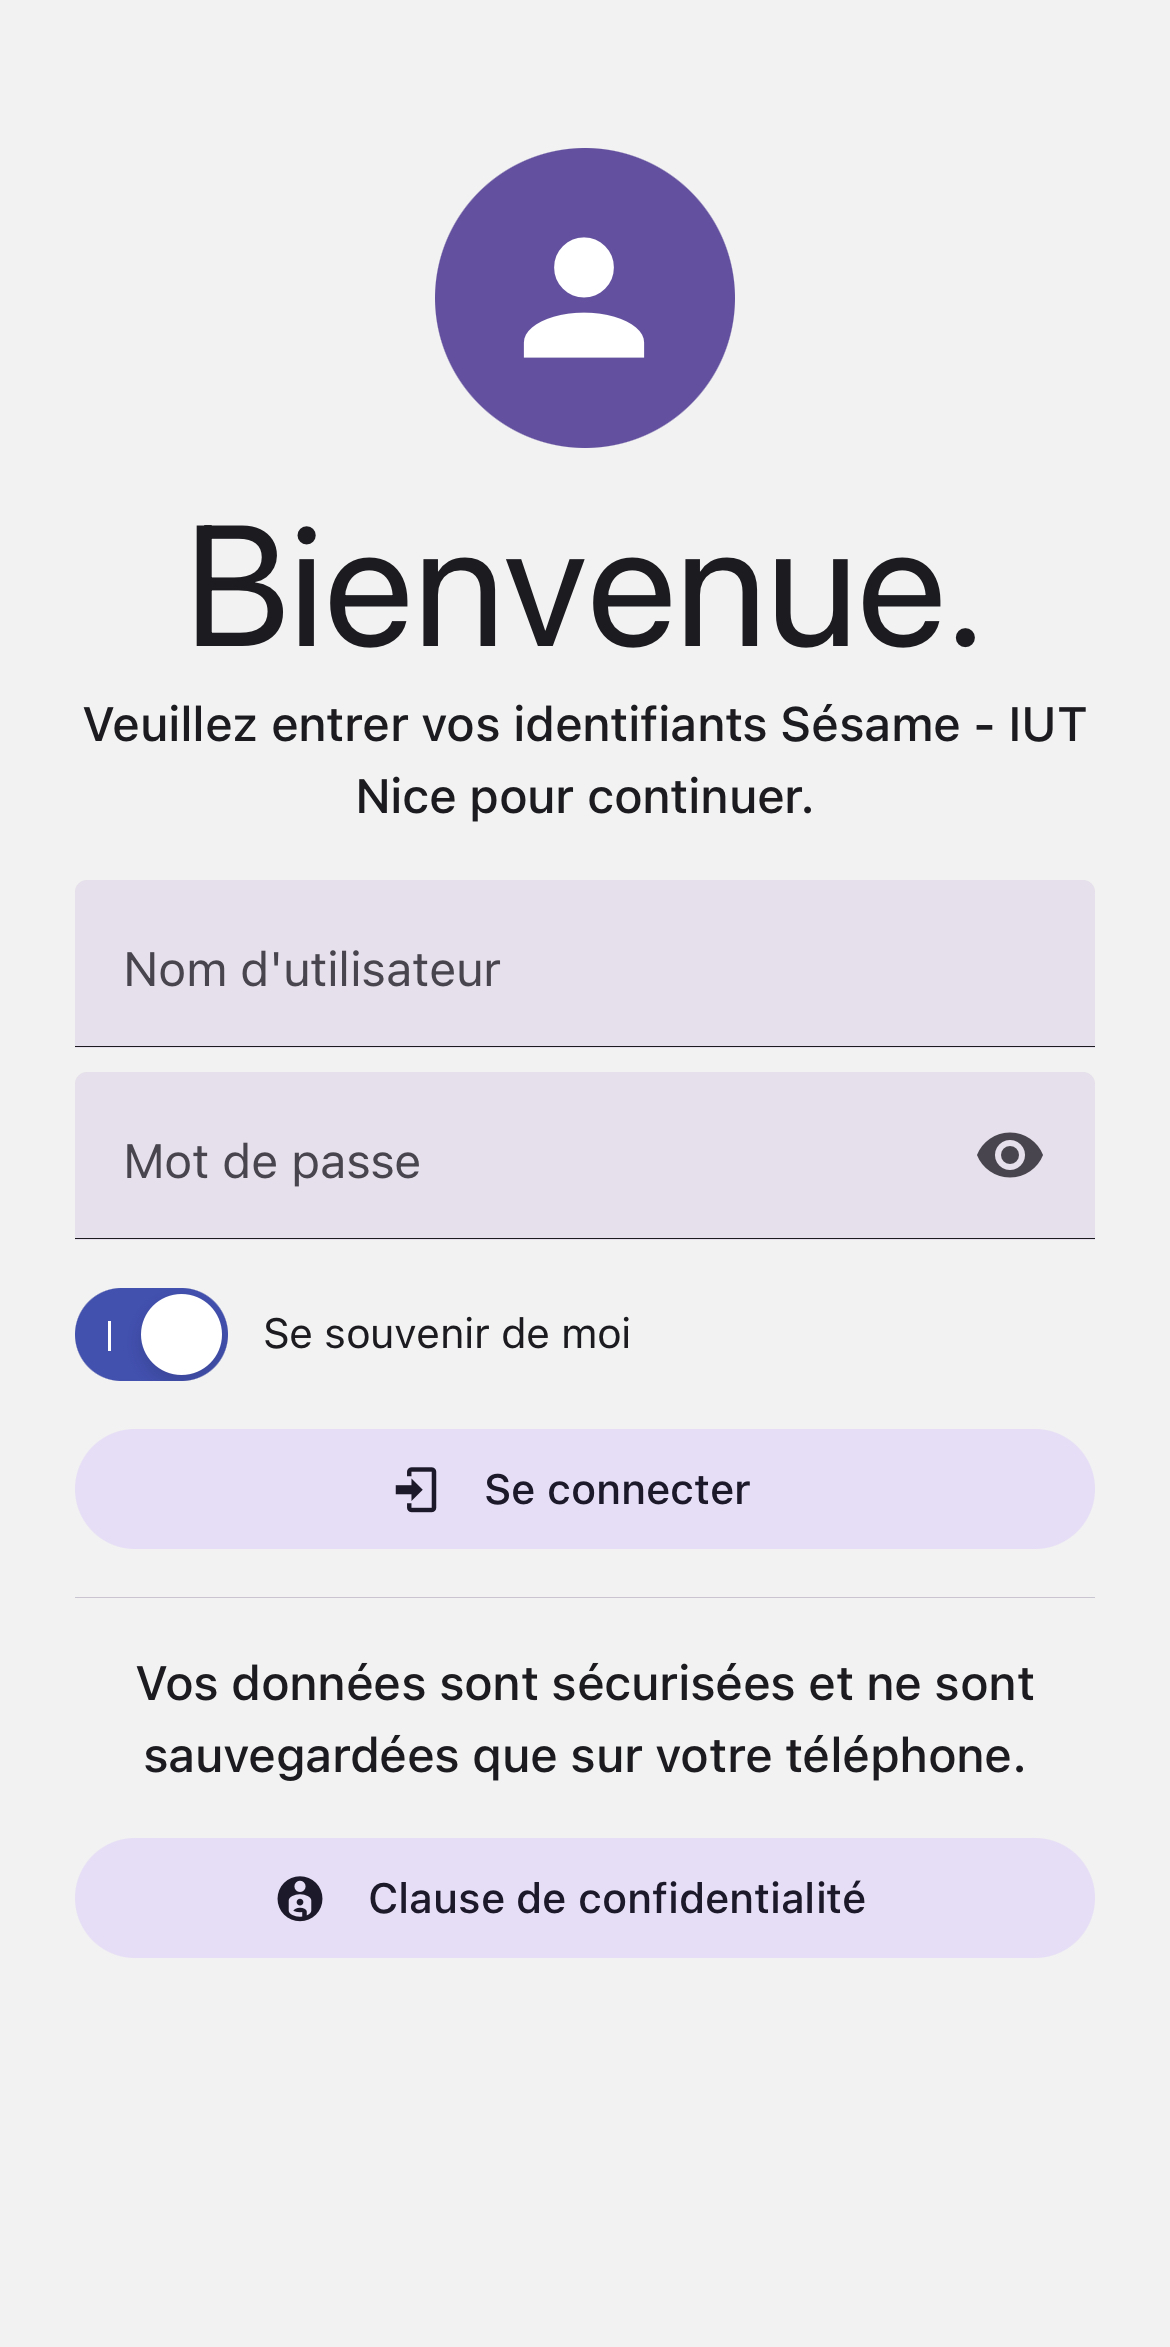 Bienvenue.
Veuillez entrer vos identifiants Sésame - IUT
Nice pour continuer.
Nom d'utilisateur
Mot de passe
Se souvenir de moi
Se connecter
Vos données sont sécurisées et ne sont
sauvegardées que sur votre téléphone.
Clause de confidentialité